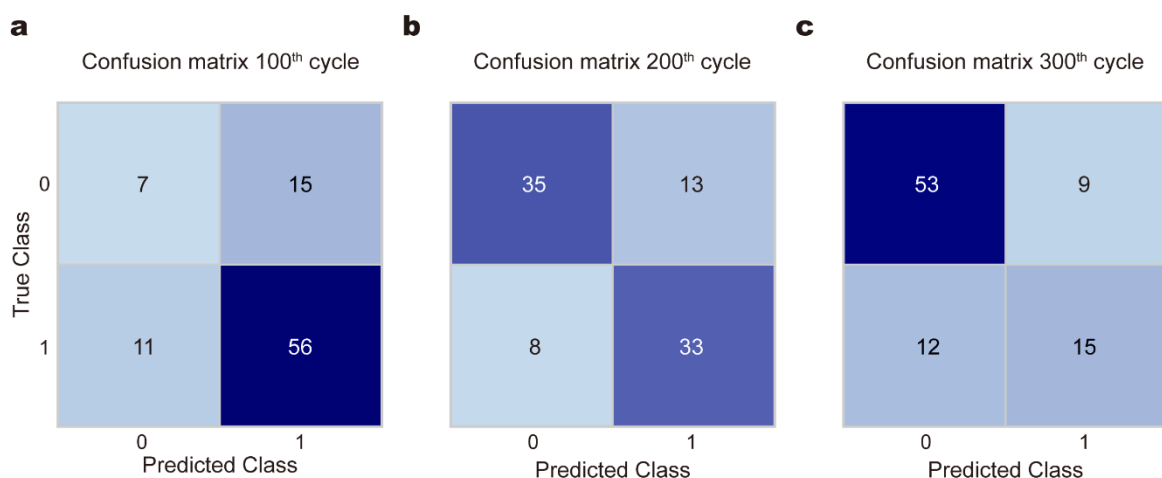 a
Confusion matrix 100th cycle
True Class
0
7
15
1
11
56
0
1
Predicted Class
b
Confusion matrix 200th cycle
35
13
8
33
0
1
Predicted Class
c
Confusion matrix 300th cycle
53
9
12
15
0
1
Predicted Class